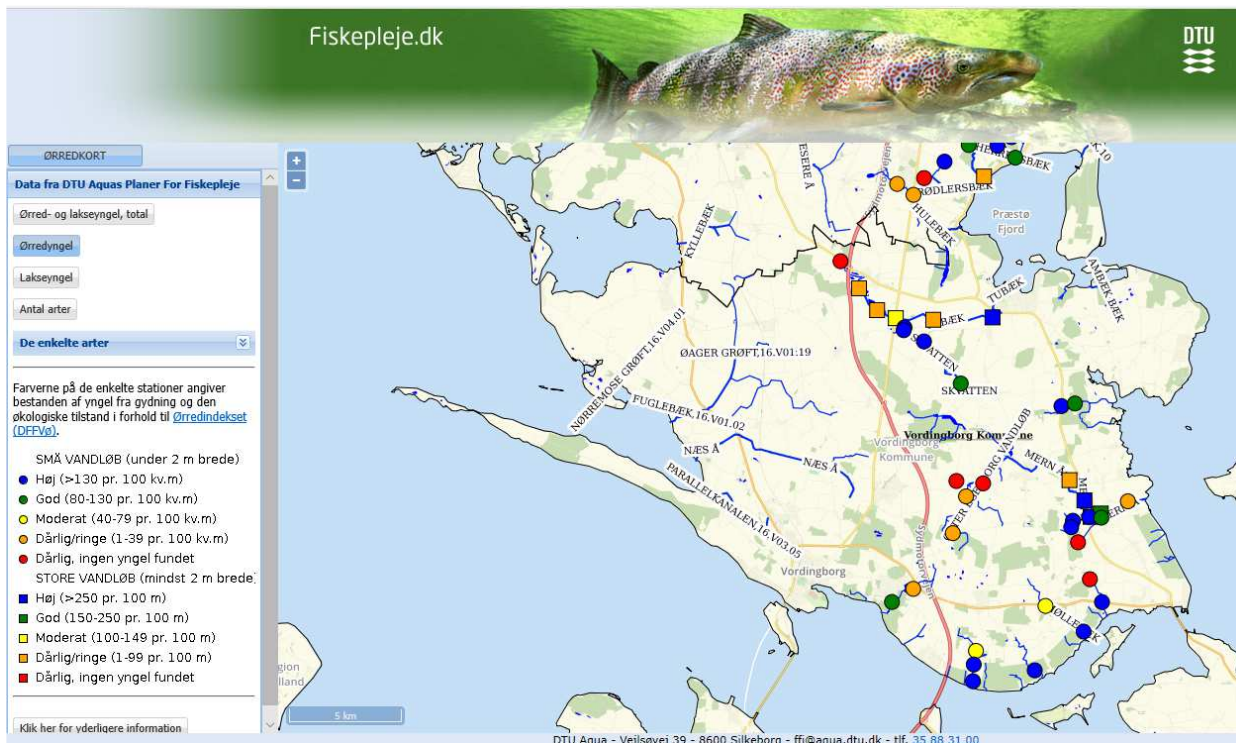 Fiskepleje.dk
DTU
ØRREDKORT
Data fra DTU Aquas Planer For Fiskepleje
Ørred- og lakseyngel, total
Ørredyngel
Lakseyngel
Antal arter
De enkelte arter
Farverne på de enkelte stationer angiver
bestanden af yngel fra gydning og den
økologiske tilstand i forhold til Ørredindekset
(DFFVø).
SMÅ VANDLØB (under 2 m brede)
Høj (>130 pr. 100 kv.m)
God (80-130 pr. 100 kv.m)
Moderat (40-79 pr. 100 kv.m)
Dårlig/ringe (1-39 pr. 100 kv.m)
Dårlig, ingen yngel fundet
STORE VANDLØB (mindst 2 m brede)
Høj (>250 pr. 100 m)
God (150-250 pr. 100 m)
Moderat (100-149 pr. 100 m)
Dårlig/ringe (1-99 pr. 100 m)
Dårlig, ingen yngel fundet
Klik her for yderligere information
+
−
ESERE Å
Sydmotorvejen
RØDLERSBÆK
HULEBÆK
Præstø
Fjord
KYLLEBÆK
AMBÆK BÆK
TUBÆK
BÆK
NØRREMOSE GRØFT,16.V04.01
ØAGER GRØFT,16.V01.19
SKVATTEN
FUGLEBÆK,16.V01.02
Vordingborg Kommune
Vordingborg
Kommune
NÆS Å
NÆS Å
MERN Å
PARALLELKANALEN,16.V03.05
Vordingborg
Sydmotorvejen
5 km
DTU Aqua - Vejlsøvej 39 - 8600 Silkeborg - ffi@aqua.dtu.dk - tlf. 35 88 31 00